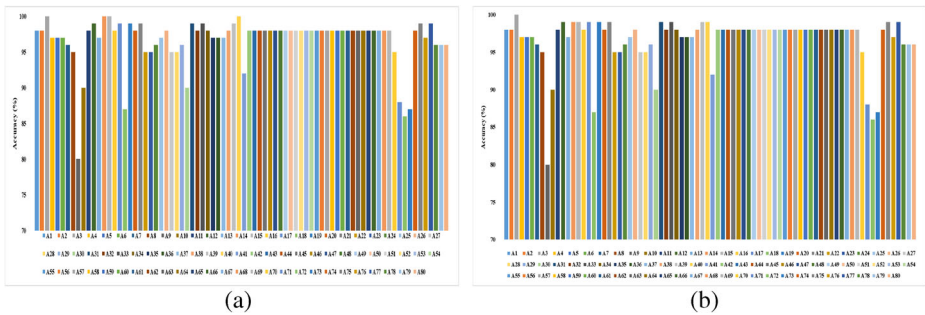 100
95
90
85
80
75
70
Accuracy (%)
A1 A2 A3 A4 A5 A6 A7 A8 A9 A10 A11 A12 A13 A14 A15 A16 A17 A18 A19 A20 A21 A22 A23 A24 A25 A26 A27
A28 A29 A30 A31 A32 A33 A34 A35 A36 A37 A38 A39 A40 A41 A42 A43 A44 A45 A46 A47 A48 A49 A50 A51 A52 A53 A54
A55 A56 A57 A58 A59 A60 A61 A62 A63 A64 A65 A66 A67 A68 A69 A70 A71 A72 A73 A74 A75 A76 A77 A78 A79 A80
(a)
100
95
90
85
80
75
70
Accuracy (%)
A1 A2 A3 A4 A5 A6 A7 A8 A9 A10 A11 A12 A13 A14 A15 A16 A17 A18 A19 A20 A21 A22 A23 A24 A25 A26 A27
A28 A29 A30 A31 A32 A33 A34 A35 A36 A37 A38 A39 A40 A41 A42 A43 A44 A45 A46 A47 A48 A49 A50 A51 A52 A53 A54
A55 A56 A57 A58 A59 A60 A61 A62 A63 A64 A65 A66 A67 A68 A69 A70 A71 A72 A73 A74 A75 A76 A77 A78 A79 A80
(b)